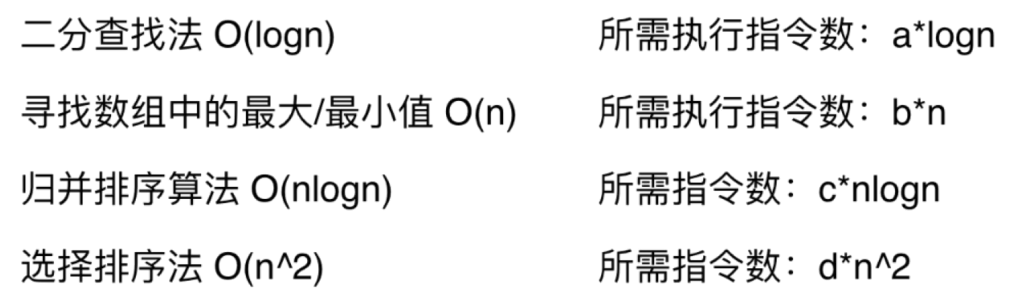 二分查找法 O(logn) 所需执行指令数：a*logn
寻找数组中的最大/最小值 O(n) 所需执行指令数：b*n
归并排序算法 O(nlogn) 所需指令数：c*nlogn
选择排序法 O(n^2) 所需指令数：d*n^2